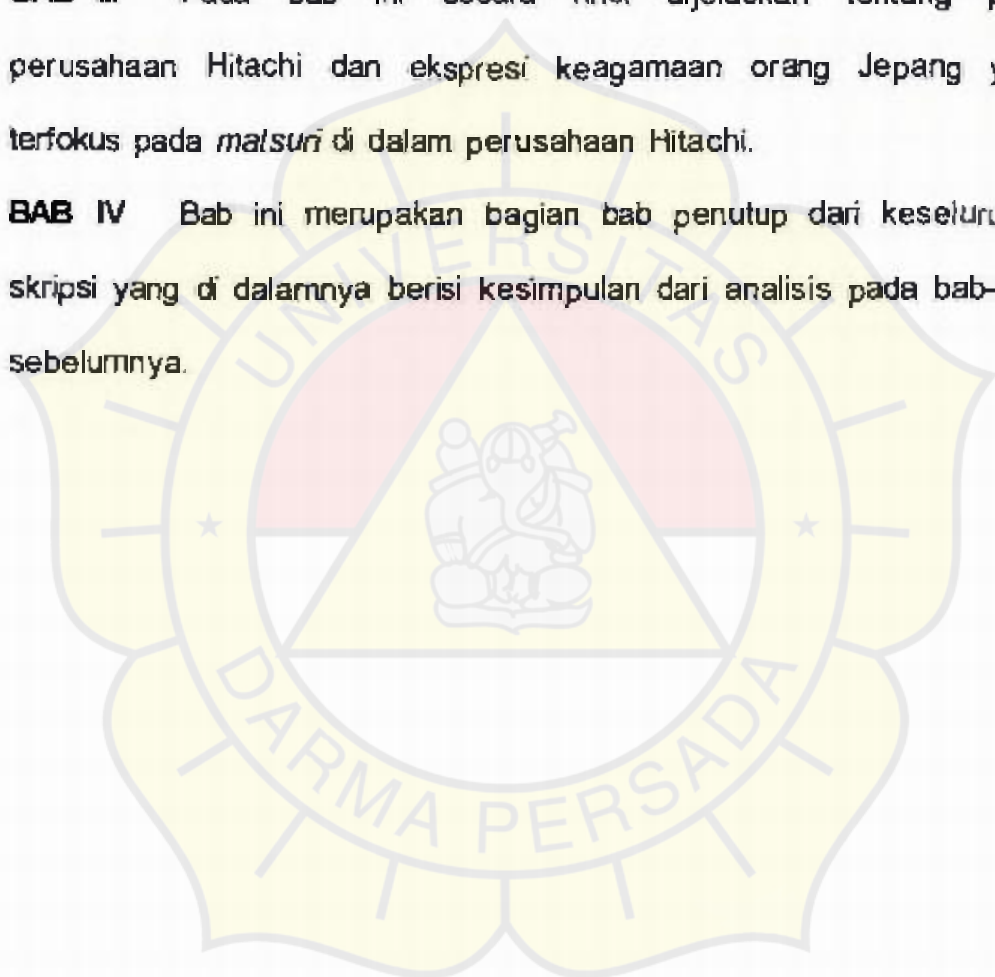 perusahaan Hitachi dan ekspresi keagamaan orang Jepang
terfokus pada matsuri di dalam perusahaan Hitachi.
BAB IV Bab ini merupakan bagian bab penutup dari
skripsi yang di dalamnya berisi kesimpulan dari analisis pada bab-
sebelumnya.
UNIVERSITAS
DARMA PERSADA